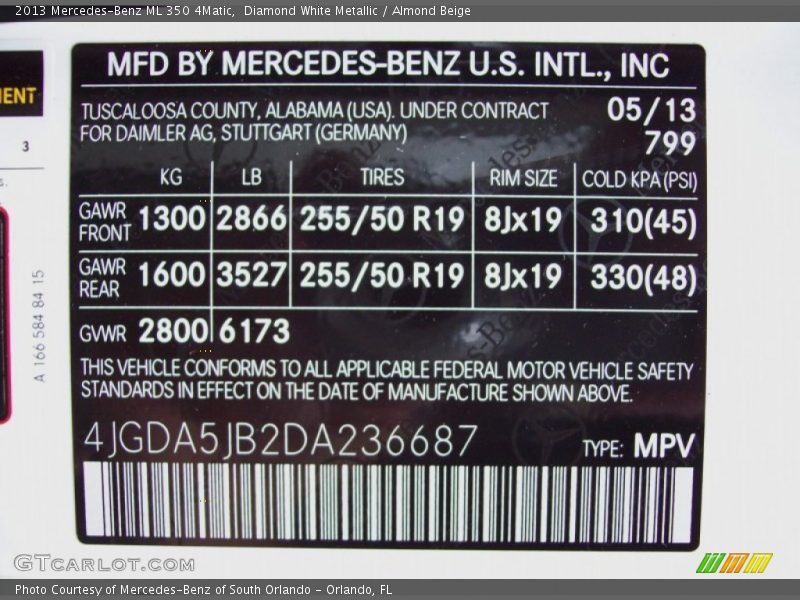 2013 Mercedes-Benz ML 350 4Matic, Diamond White Metallic / Almond Beige
MFD BY MERCEDES-BENZ U.S. INTL., INC
TUSCALOOSA COUNTY, ALABAMA (USA). UNDER CONTRACT 05/13
FOR DAIMLER AG, STUTTGART (GERMANY) 799
KG LB TIRES RIM SIZE COLD KPA (PSI)
GAWR FRONT 1300 2866 255/50 R19 8Jx19 310(45)
GAWR REAR 1600 3527 255/50 R19 8Jx19 330(48)
GVWR 2800 6173
THIS VEHICLE CONFORMS TO ALL APPLICABLE FEDERAL MOTOR VEHICLE SAFETY
STANDARDS IN EFFECT ON THE DATE OF MANUFACTURE SHOWN ABOVE.
4JGDA5JB2DA236687 TYPE: MPV
3
A 166 584 84 15
GTCARLOT.COM
Photo Courtesy of Mercedes-Benz of South Orlando - Orlando, FL